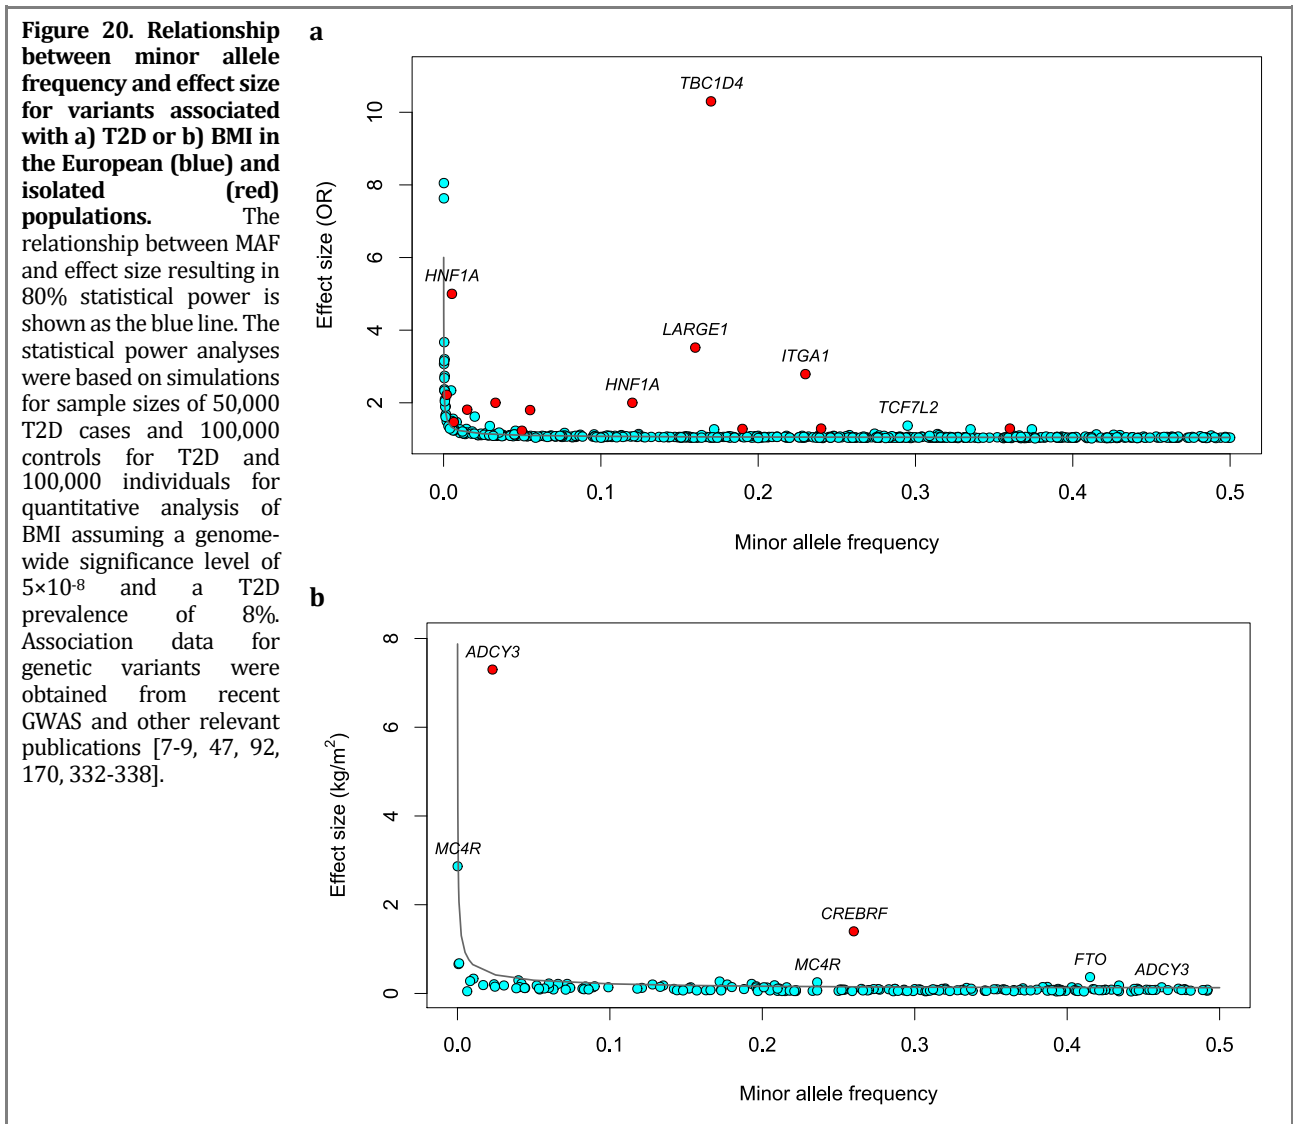 Figure 20. Relationship
between minor allele
frequency and effect size
for variants associated
with a) T2D or b) BMI in
the European (blue) and
isolated (red)
populations. The
relationship between MAF
and effect size resulting in
80% statistical power is
shown as the blue line. The
statistical power analyses
were based on simulations
for sample sizes of 50,000
T2D cases and 100,000
controls for T2D and
100,000 individuals for
quantitative analysis of
BMI assuming a genome-
wide significance level of
5×10-8 and a T2D
prevalence of 8%.
Association data for
genetic variants were
obtained from recent
GWAS and other relevant
publications [7-9, 47, 92,
170, 332-338].
a
Effect size (OR)
10
8
6
4
2
TBC1D4
HNF1A
LARGE1
ITGA1
HNF1A
TCF7L2
0.0 0.1 0.2 0.3 0.4 0.5
Minor allele frequency
b
Effect size (kg/m²)
8
6
4
2
0
ADCY3
MC4R
CREBRF
MC4R
FTO
ADCY3
0.0 0.1 0.2 0.3 0.4 0.5
Minor allele frequency